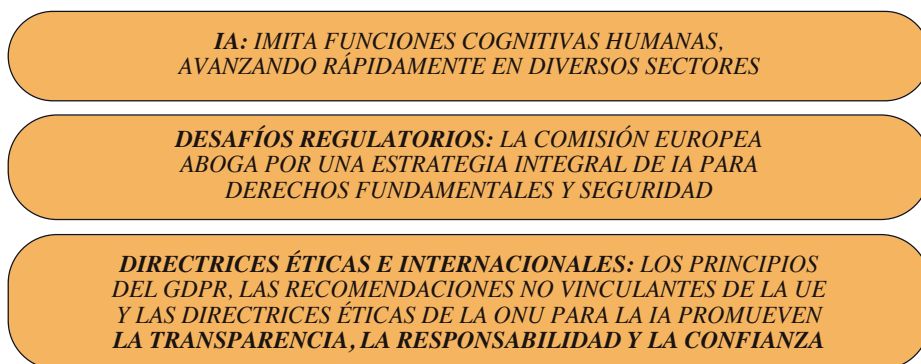 IA: IMITA FUNCIONES COGNITIVAS HUMANAS,
AVANZANDO RÁPIDAMENTE EN DIVERSOS SECTORES
DESAFÍOS REGULATORIOS: LA COMISIÓN EUROPEA
ABOGA POR UNA ESTRATEGIA INTEGRAL DE IA PARA
DERECHOS FUNDAMENTALES Y SEGURIDAD
DIRECTRICES ÉTICAS E INTERNACIONALES: LOS PRINCIPIOS
DEL GDPR, LAS RECOMENDACIONES NO VINCULANTES DE LA UE
Y LAS DIRECTRICES ÉTICAS DE LA ONU PARA LA IA PROMUEVEN
LA TRANSPARENCIA, LA RESPONSABILIDAD Y LA CONFIANZA